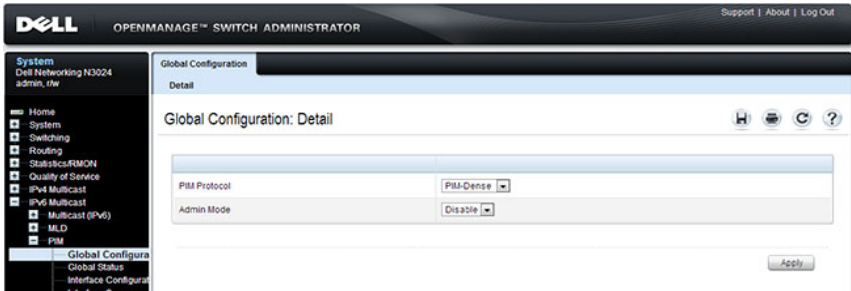 Support | About | Log Out
DELL OPENMANAGE™ SWITCH ADMINISTRATOR
System
Dell Networking N3024
admin, r/w
Home
System
Switching
Routing
Statistics/RMON
Quality of Service
IPv4 Multicast
IPv6 Multicast
Multicast (IPv6)
MLD
PIM
Global Configura
Global Status
Interface Configurat
Global Configuration
Detail
Global Configuration: Detail
PIM Protocol PIM-Dense
Admin Mode Disable
Apply